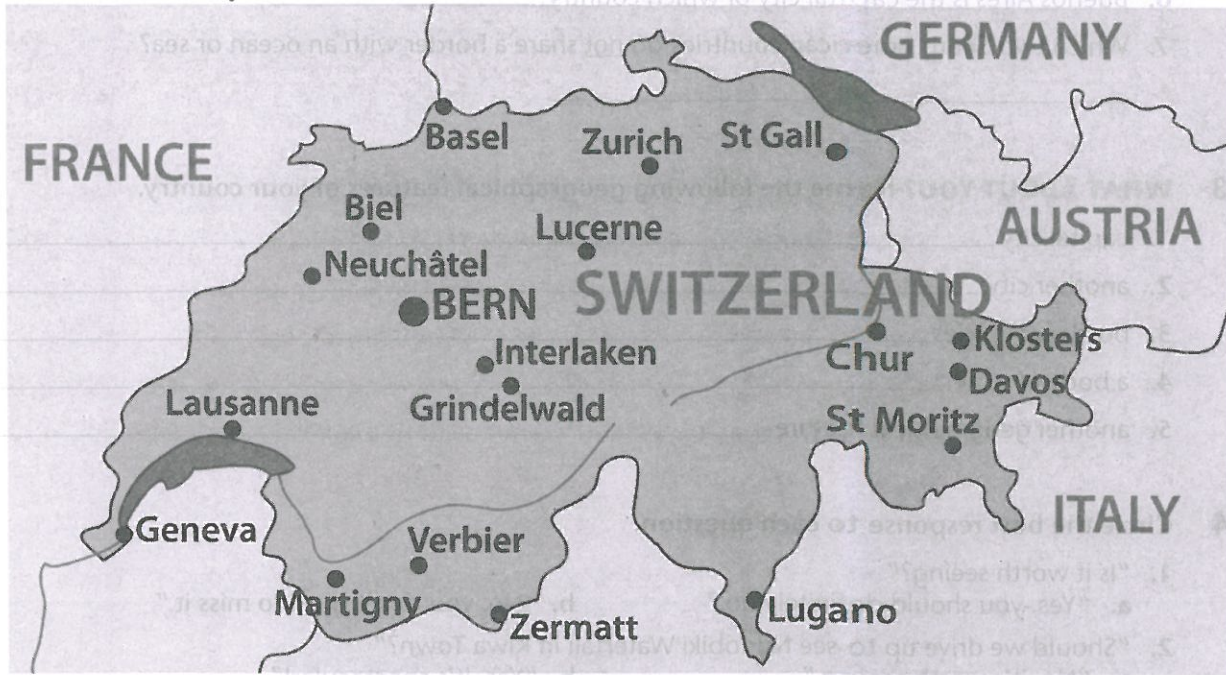 GERMANY
Basel
Zurich
St Gall
FRANCE
Biel
Lucerne
AUSTRIA
Neuchâtel
SWITZERLAND
BERN
Interlaken
Chur
Klosters
Davos
Grindelwald
Lausanne
St Moritz
ITALY
Geneva
Verbier
Martigny
Zermatt
Lugano